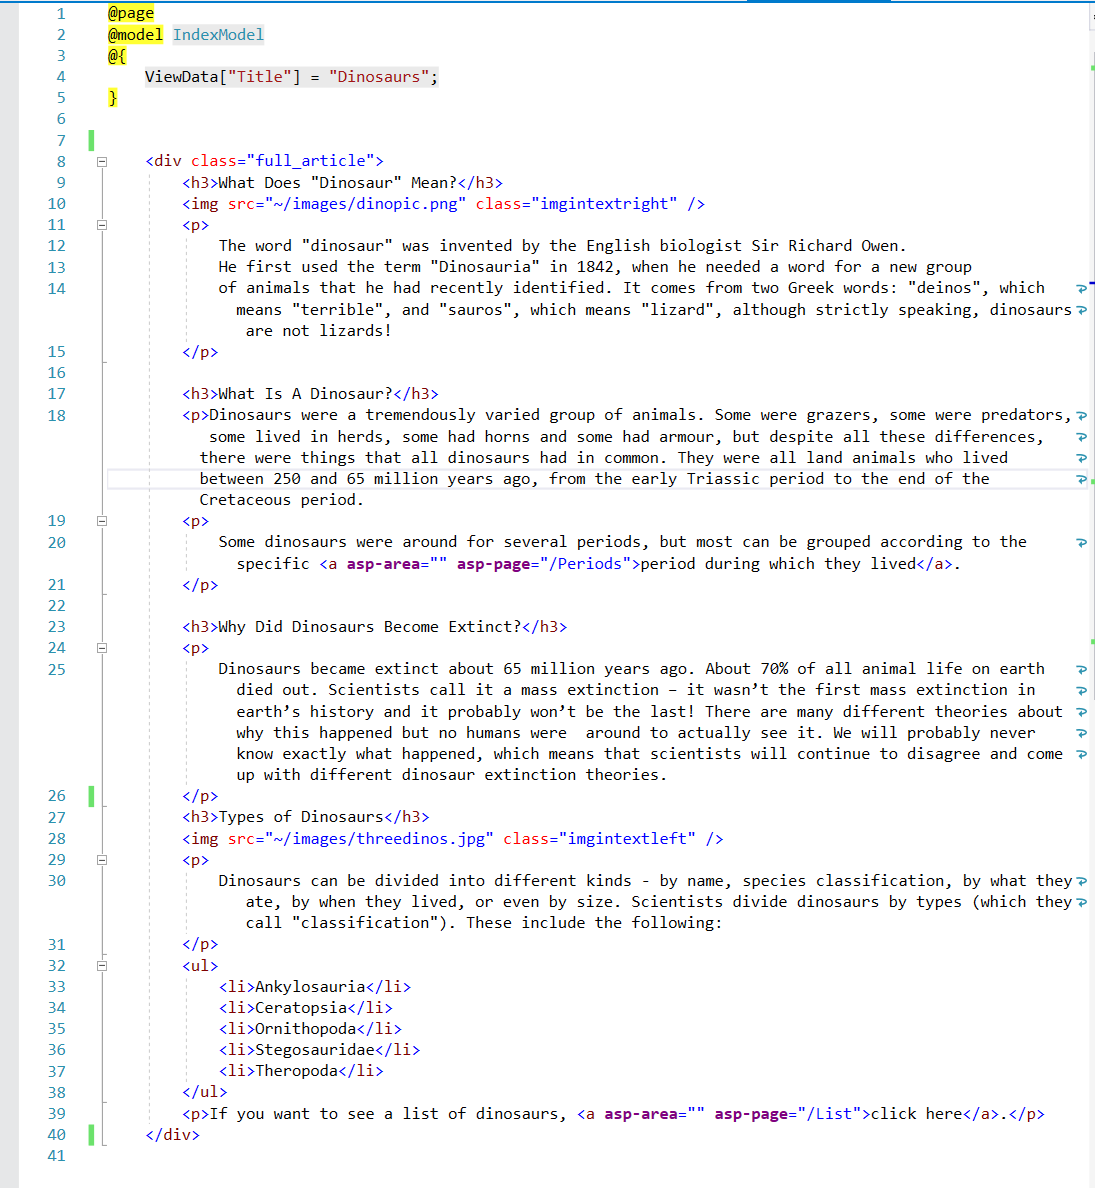 1 @page
2 @model IndexModel
3 @{
4 ViewData["Title"] = "Dinosaurs";
5 }
6
7
8 <div class="full_article">
9 <h3>What Does "Dinosaur" Mean?</h3>
10 <img src="~/images/dinopic.png" class="imgintextright" />
11 <p>
12 The word "dinosaur" was invented by the English biologist Sir Richard Owen.
13 He first used the term "Dinosauria" in 1842, when he needed a word for a new group
14 of animals that he had recently identified. It comes from two Greek words: "deinos", which
means "terrible", and "sauros", which means "lizard", although strictly speaking, dinosaurs
are not lizards!
15 </p>
16
17 <h3>What Is A Dinosaur?</h3>
18 <p>Dinosaurs were a tremendously varied group of animals. Some were grazers, some were predators,
some lived in herds, some had horns and some had armour, but despite all these differences,
there were things that all dinosaurs had in common. They were all land animals who lived
between 250 and 65 million years ago, from the early Triassic period to the end of the
Cretaceous period.
19 <p>
20 Some dinosaurs were around for several periods, but most can be grouped according to the
specific <a asp-area="" asp-page="/Periods">period during which they lived</a>.
21 </p>
22
23 <h3>Why Did Dinosaurs Become Extinct?</h3>
24 <p>
25 Dinosaurs became extinct about 65 million years ago. About 70% of all animal life on earth
died out. Scientists call it a mass extinction – it wasn’t the first mass extinction in
earth’s history and it probably won’t be the last! There are many different theories about
why this happened but no humans were  around to actually see it. We will probably never
know exactly what happened, which means that scientists will continue to disagree and come
up with different dinosaur extinction theories.
26 </p>
27 <h3>Types of Dinosaurs</h3>
28 <img src="~/images/threedinos.jpg" class="imgintextleft" />
29 <p>
30 Dinosaurs can be divided into different kinds - by name, species classification, by what they
ate, by when they lived, or even by size. Scientists divide dinosaurs by types (which they
call "classification"). These include the following:
31 </p>
32 <ul>
33 <li>Ankylosauria</li>
34 <li>Ceratopsia</li>
35 <li>Ornithopoda</li>
36 <li>Stegosauridae</li>
37 <li>Theropoda</li>
38 </ul>
39 <p>If you want to see a list of dinosaurs, <a asp-area="" asp-page="/List">click here</a>.</p>
40 </div>
41